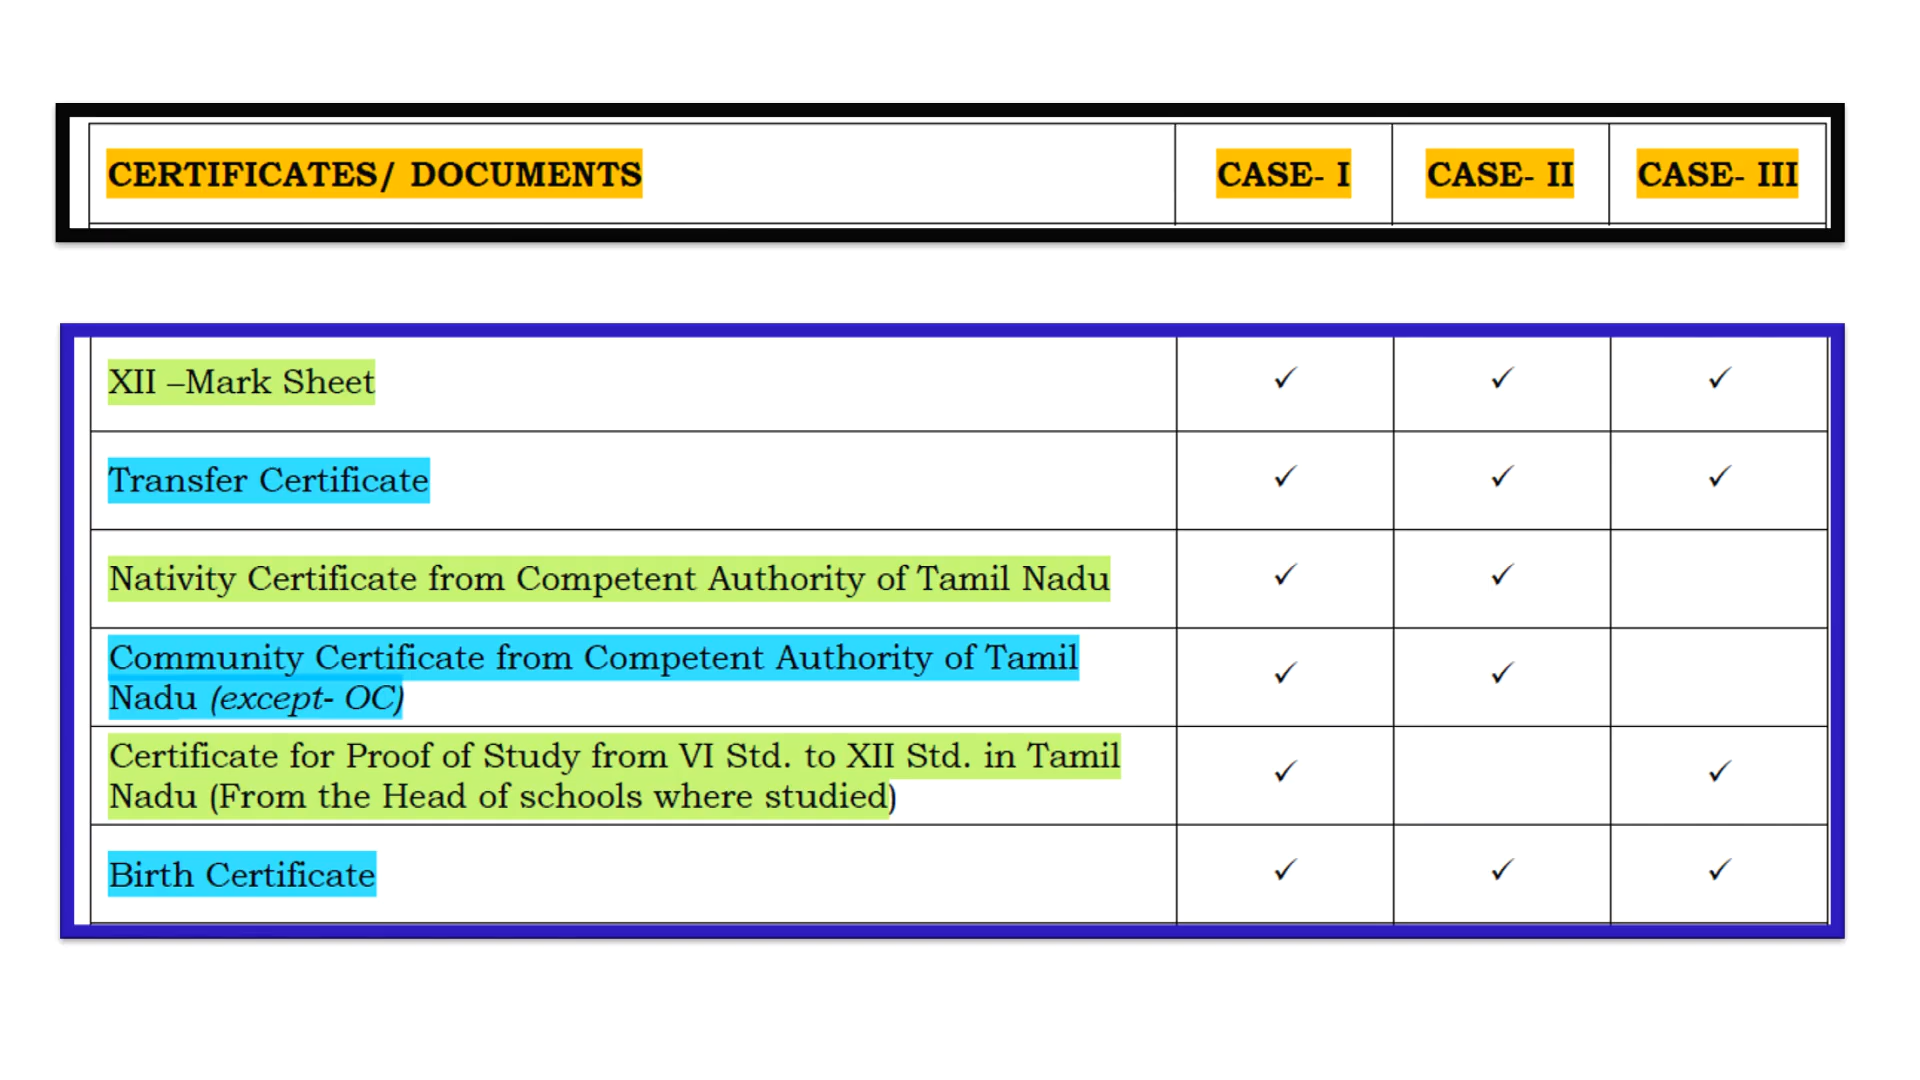 CERTIFICATES/ DOCUMENTS CASE- I CASE- II CASE- III
XII –Mark Sheet ✓ ✓ ✓
Transfer Certificate ✓ ✓ ✓
Nativity Certificate from Competent Authority of Tamil Nadu ✓ ✓
Community Certificate from Competent Authority of Tamil
Nadu (except- OC) ✓ ✓
Certificate for Proof of Study from VI Std. to XII Std. in Tamil
Nadu (From the Head of schools where studied) ✓ ✓
Birth Certificate ✓ ✓ ✓